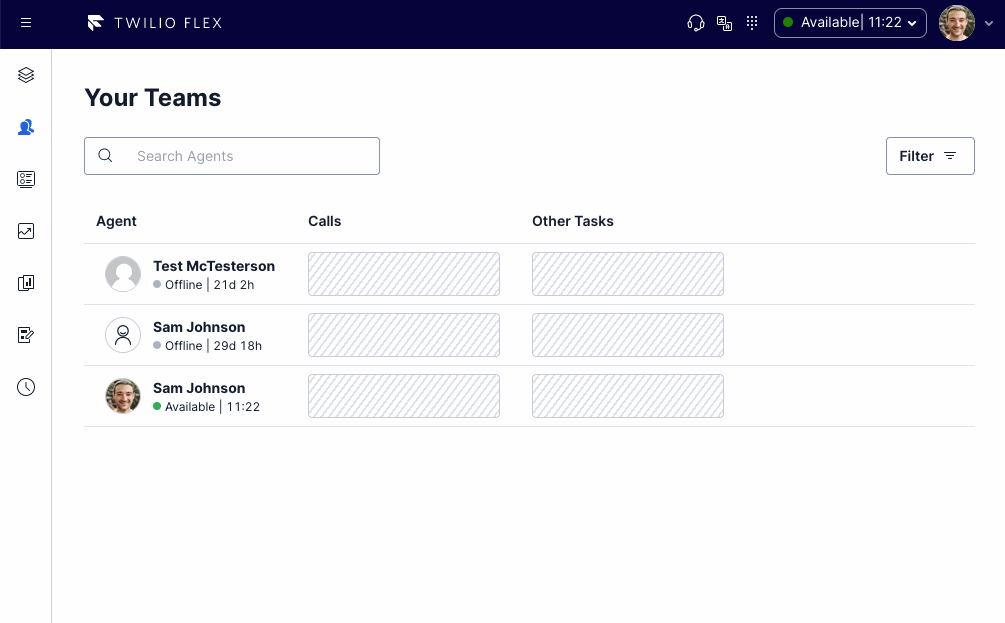 TWILIO FLEX
Available| 11:22
Your Teams
Search Agents
Filter
Agent Calls Other Tasks
Test McTesterson
Offline | 21d 2h
Sam Johnson
Offline | 29d 18h
Sam Johnson
Available | 11:22